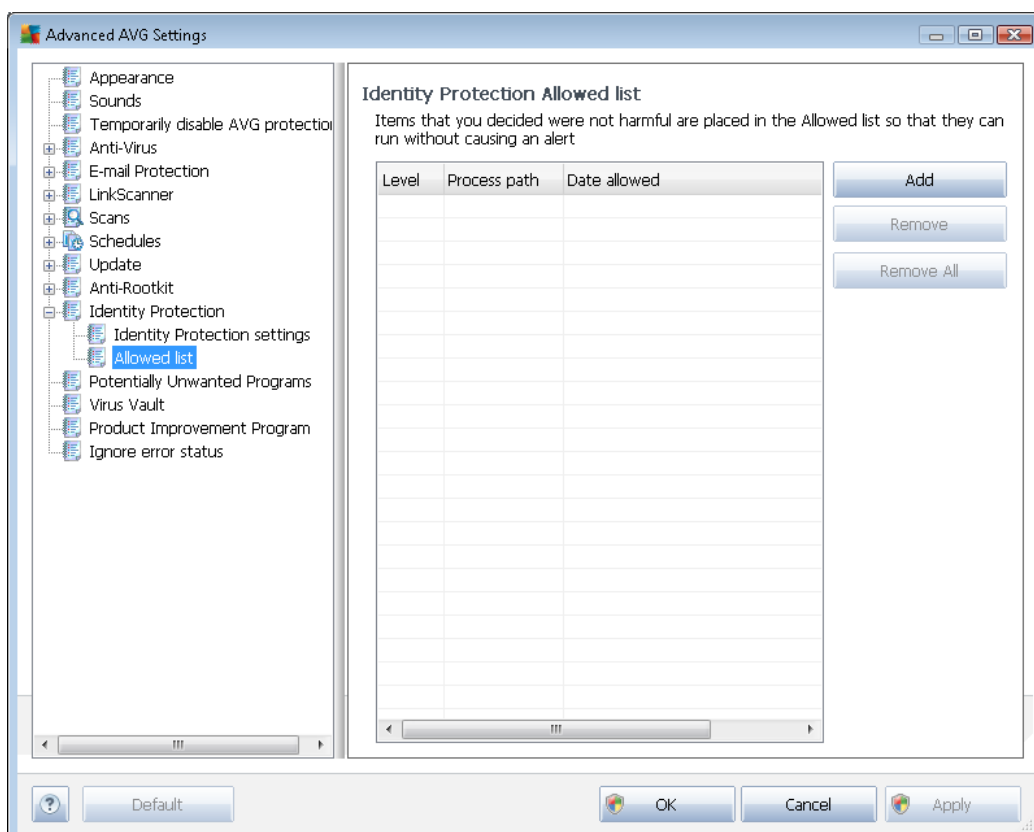 Advanced AVG Settings
Appearance
Sounds
Temporarily disable AVG protection
Anti-Virus
E-mail Protection
LinkScanner
Scans
Schedules
Update
Anti-Rootkit
Identity Protection
Identity Protection settings
Allowed list
Potentially Unwanted Programs
Virus Vault
Product Improvement Program
Ignore error status
Identity Protection Allowed list
Items that you decided were not harmful are placed in the Allowed list so that they can
run without causing an alert
Level Process path Date allowed
Add
Remove
Remove All
? Default OK Cancel Apply